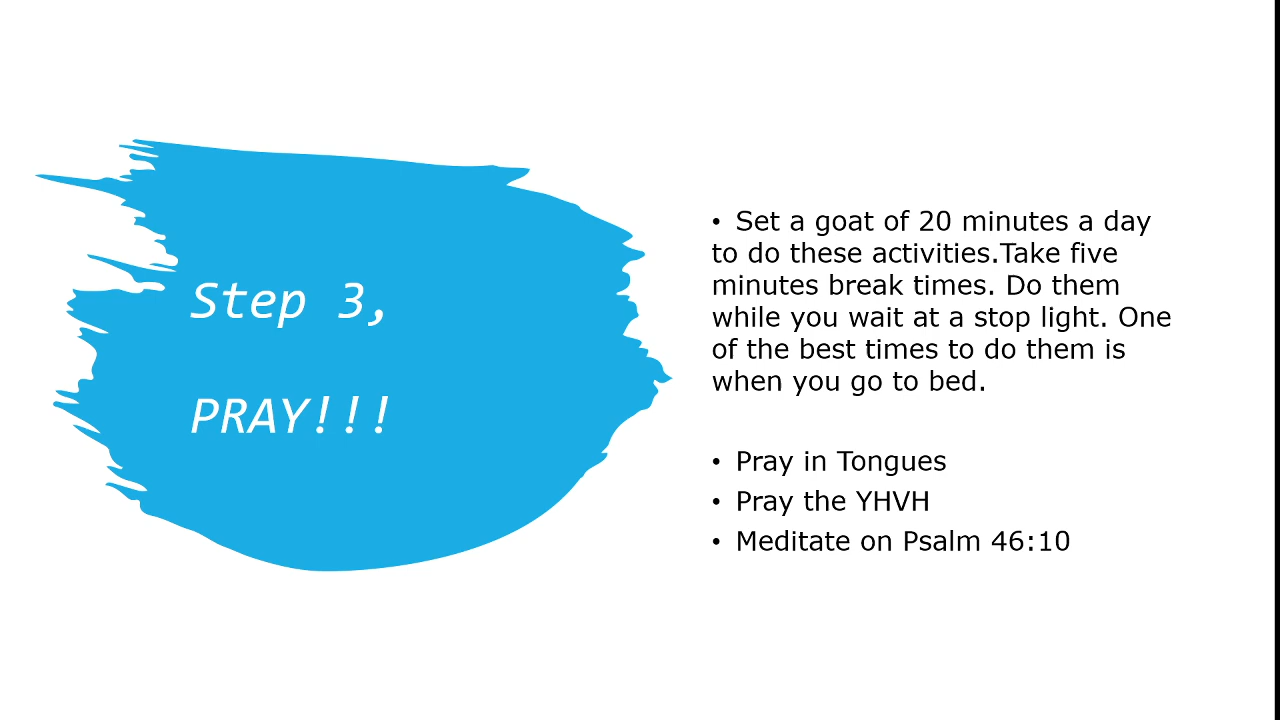 Step 3,
PRAY!!!
• Set a goat of 20 minutes a day
to do these activities.Take five
minutes break times. Do them
while you wait at a stop light. One
of the best times to do them is
when you go to bed.
• Pray in Tongues
• Pray the YHVH
• Meditate on Psalm 46:10